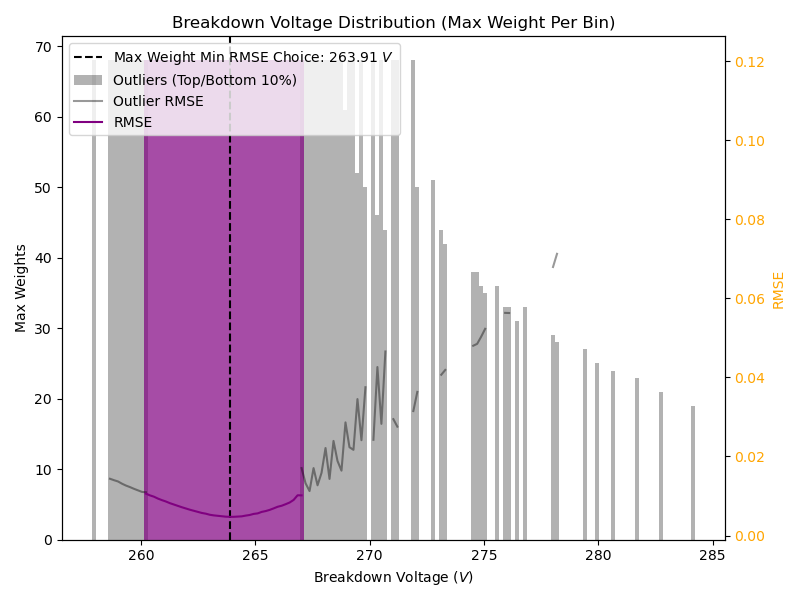 Breakdown Voltage Distribution (Max Weight Per Bin)
Max Weight Min RMSE Choice: 263.91 V
Outliers (Top/Bottom 10%)
Outlier RMSE
RMSE
70
60
50
40
30
20
10
0
Max Weights
0.12
0.10
0.08
0.06
0.04
0.02
0.00
RMSE
260 265 270 275 280 285
Breakdown Voltage (V)